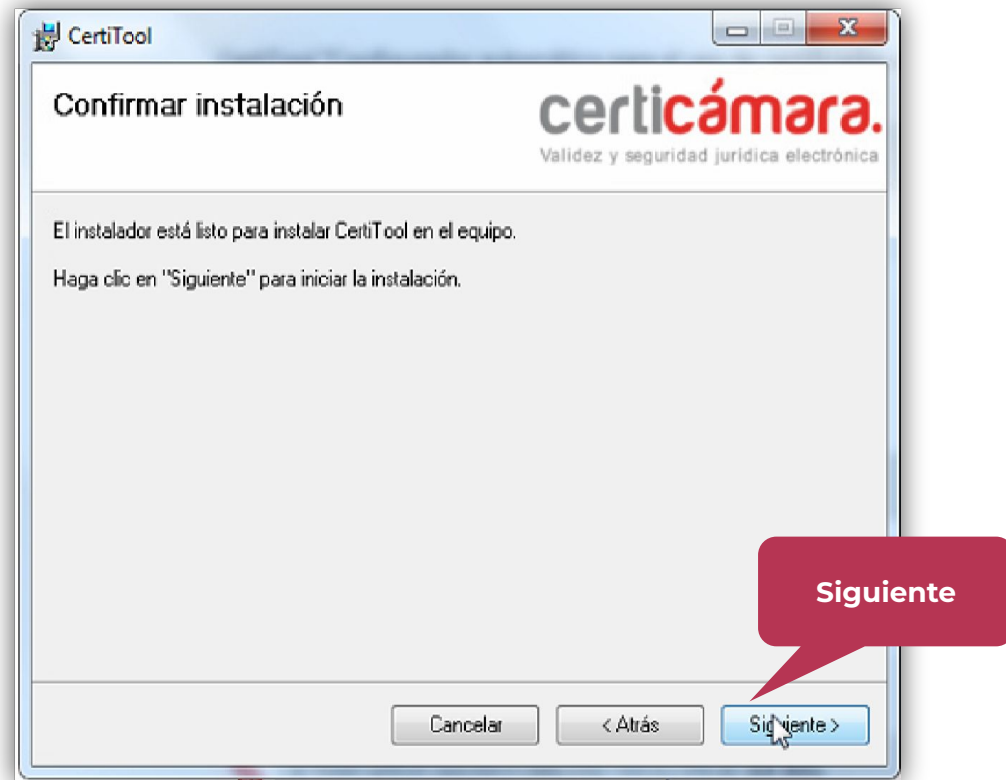 CertiTool
Confirmar instalación
certicámara.
Validez y seguridad jurídica electrónica
El instalador está listo para instalar CertiTool en el equipo.
Haga clic en "Siguiente" para iniciar la instalación.
Siguiente
Cancelar
< Atrás
Siguiente >